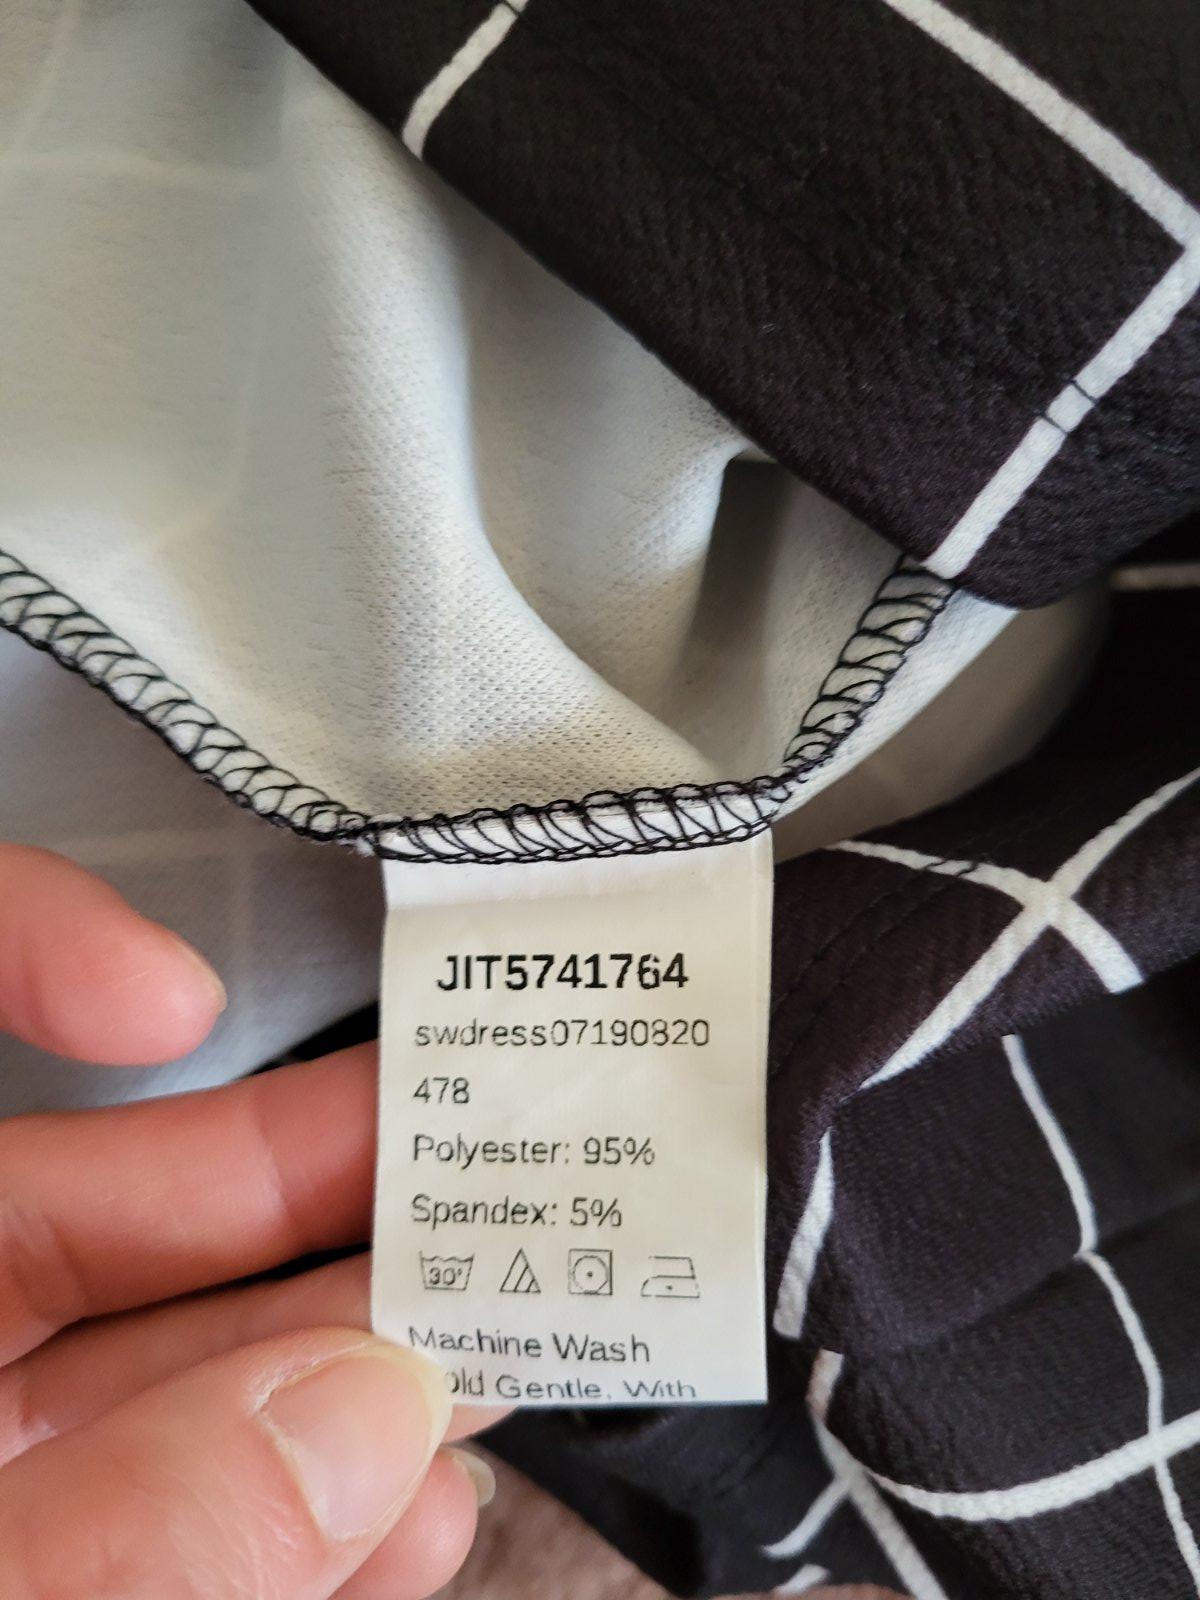 JIT5741764
swdress07190820
478
Polyester: 95%
Spandex: 5%
30°
Machine Wash
Gentle, With